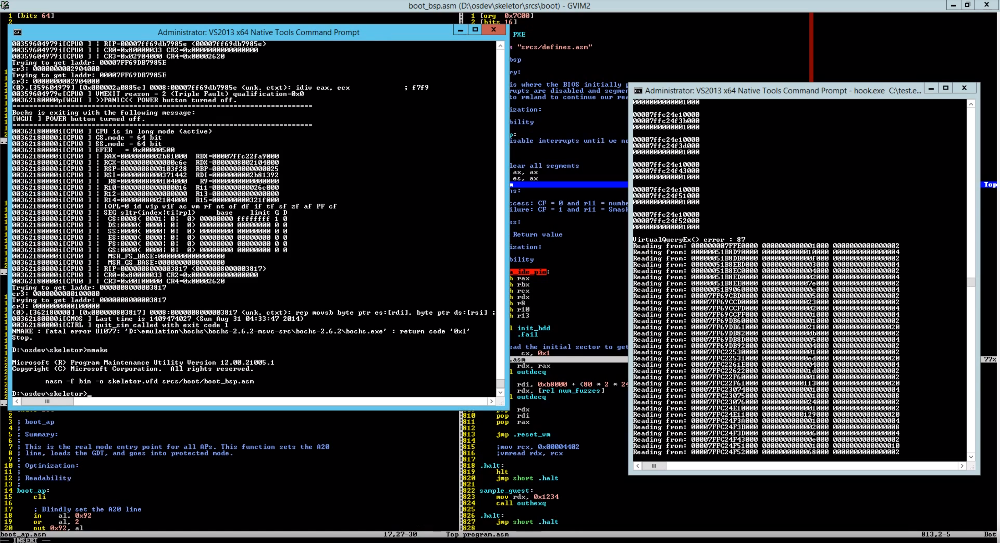 boot_bsp.asm (D:\osdev\skeletor\srcs\boot) - GVIM2
1 [bits 64]
2
1 [org 0x7C00]
2 [bits 16]
PXE
e "srcs/defines.asm"
bsp
ry:
is where the BIOS initially p
rupts are disabled and segmen
to rmland to continue our rea
ization:
bility
p:
isable interrupts until we ne
lear all segments
ax, ax
es, ax
m
Top
ns:
ccess: CF = 0 and r11 = numbe
ilure: CF = 1 and r11 = Smash
es:
Return value
ization:
bility
a_ide_pio:
h rax
h rbx
h rcx
h rdx
h r8
h r10
h r13
l init_hdd
.fail
ead the initial sector to get
cx, 0x1
.asm
77%
rdx, rax
l outdecq
rdi, 0xb8000 + (80 * 2 * 24
rdx, [rel num_fuzzes]
l outdecq
rdx
810 pop rdi
811 pop rax
812
813 jmp .reset_vm
814
815 ;mov rcx, 0x00004402
816 ;vmread rdx, rcx
817
818 .halt:
819 hlt
820 jmp short .halt
821
822 sample_guest:
823 mov rdx, 0x1234
824 call outhexq
825
826 .halt:
827 jmp short .halt
828
Administrator: VS2013 x64 Native Tools Command Prompt
00359604979i[CPU0 ] | RIP=00007ff69db7985e (00007ff69db7985e)
00359604979i[CPU0 ] | CR0=0x80000033 CR2=0x0000000000000000
00359604979i[CPU0 ] | CR3=0x02904000 CR4=0x00002620
Trying to get laddr: 00007FF69DB7985E
cr3: 0000000002904000
Trying to get laddr: 00007FF69DB7985E
cr3: 0000000002904000
(0).[359604979] [0x000002a0885e] 0008:00007ff69db7985e (unk. ctxt): idiv eax, ecx ; f7f9
00359604979e[CPU0 ] VMEXIT reason = 2 (Triple Fault) qualification=0x0
00362180000p[WGUI ] >>PANIC<< POWER button turned off.
========================================================================
Bochs is exiting with the following message:
[WGUI ] POWER button turned off.
========================================================================
00362180000i[CPU0 ] CPU is in long mode (active)
00362180000i[CPU0 ] CS.mode = 64 bit
00362180000i[CPU0 ] SS.mode = 64 bit
00362180000i[CPU0 ] EFER = 0x00000500
00362180000i[CPU0 ] | RAX=0000000002b81000 RBX=00007ffc22fa9000
00362180000i[CPU0 ] | RCX=0000000000000c6e RDX=0000008002104000
00362180000i[CPU0 ] | RSP=0000008000103f28 RBP=0000000000000025
00362180000i[CPU0 ] | RSI=0000008000371442 RDI=0000000002b81392
00362180000i[CPU0 ] | R8=0000008000104000 R9=0000000000000000
00362180000i[CPU0 ] | R10=0000000000000016 R11=000000000026c000
00362180000i[CPU0 ] | R12=0000000000000000 R13=0000000000000000
00362180000i[CPU0 ] | R14=0000008002104000 R15=000000000321f000
00362180000i[CPU0 ] | IOPL=0 id vip vif ac vm rf nt of df if tf sf zf af PF cf
00362180000i[CPU0 ] | SEG sltr(index|ti|rpl) base limit G D
00362180000i[CPU0 ] | CS:0008( 0001| 0| 0) 00000000 ffffffff 1 0
00362180000i[CPU0 ] | DS:0000( 0000| 0| 0) 00000000 00000000 0 0
00362180000i[CPU0 ] | SS:0000( 0000| 0| 0) 00000000 00000000 0 0
00362180000i[CPU0 ] | ES:0000( 0000| 0| 0) 00000000 00000000 0 0
00362180000i[CPU0 ] | FS:0000( 0000| 0| 0) 00000000 00000000 0 0
00362180000i[CPU0 ] | GS:0000( 0000| 0| 0) 00000000 00000000 0 0
00362180000i[CPU0 ] | MSR_FS_BASE:0000000000000000
00362180000i[CPU0 ] | MSR_GS_BASE:0000000000000000
00362180000i[CPU0 ] | RIP=0000008000003817 (0000008000003817)
00362180000i[CPU0 ] | CR0=0x80000033 CR2=0x0000000000000000
00362180000i[CPU0 ] | CR3=0x00100000 CR4=0x00002620
Trying to get laddr: 0000008000003817
cr3: 0000000000100000
Trying to get laddr: 0000008000003817
cr3: 0000000000100000
(0).[362180000] [0x000000803817] 0008:0000008000003817 (unk. ctxt): rep movsb byte ptr es:[rdi], byte ptr ds:[rsi] ;
00362180000i[CMOS ] Last time is 1409474027 (Sun Aug 31 04:33:47 2014)
00362180000i[CTRL ] quit_sim called with exit code 1
NMAKE : fatal error U1077: 'D:\emulation\bochs\bochs-2.6.2-msvc-src\bochs-2.6.2\bochs.exe' : return code '0x1'
Stop.
D:\osdev\skeletor>nmake
Microsoft (R) Program Maintenance Utility Version 12.00.21005.1
Copyright (C) Microsoft Corporation. All rights reserved.
nasm -f bin -o skeletor.vfd srcs/boot/boot_bsp.asm
D:\osdev\skeletor>_
Administrator: VS2013 x64 Native Tools Command Prompt - hook.exe C:\test.e...
0000000000001000
00007ffc24e10000
00007ffc24f3b000
0000000000001000
00007ffc24e10000
00007ffc24f3d000
0000000000001000
00007ffc24e10000
00007ffc24f43000
0000000000001000
00007ffc24e10000
00007ffc24f51000
0000000000001000
00007ffc24e10000
00007ffc24f52000
0000000000001000
VirtualQueryEx() error : 87
Reading from: 000000007FFE0000 0000000000001000 0000000000000002
Reading from: 00000051B8D90000 0000000000010000 0000000000000004
Reading from: 00000051B8DB0000 000000000000f000 0000000000000002
Reading from: 00000051B8EBD000 0000000000003000 0000000000000004
Reading from: 00000051B8EC0000 0000000000004000 0000000000000002
Reading from: 00000051B8ED0000 0000000000002000 0000000000000004
Reading from: 00000051B8EE0000 000000000007e000 0000000000000002
Reading from: 00000051B9060000 000000000000c000 0000000000000004
Reading from: 00007FF69CBD0000 0000000000005000 0000000000000002
Reading from: 00007FF69CCD0000 0000000000023000 0000000000000002
Reading from: 00007FF69CCFD000 0000000000002000 0000000000000004
Reading from: 00007FF69CCFF000 0000000000001000 0000000000000004
Reading from: 00007FF69DB60000 0000000000001000 0000000000000002
Reading from: 00007FF69DB61000 0000000000021000 0000000000000020
Reading from: 00007FF69DB82000 000000000000b000 0000000000000002
Reading from: 00007FF69DB8D000 0000000000005000 0000000000000004
Reading from: 00007FF69DB92000 0000000000004000 0000000000000002
Reading from: 00007FFC22530000 0000000000001000 0000000000000002
Reading from: 00007FFC22531000 00000000000ed000 0000000000000020
Reading from: 00007FFC2261E000 0000000000004000 0000000000000004
Reading from: 00007FFC22622000 000000000001d000 0000000000000002
Reading from: 00007FFC22F60000 0000000000001000 0000000000000002
Reading from: 00007FFC22F61000 0000000000113000 0000000000000020
Reading from: 00007FFC23074000 0000000000001000 0000000000000004
Reading from: 00007FFC23075000 0000000000001000 0000000000000008
Reading from: 00007FFC23076000 0000000000024000 0000000000000002
Reading from: 00007FFC24E10000 0000000000001000 0000000000000002
Reading from: 00007FFC24E11000 0000000000129000 0000000000000020
Reading from: 00007FFC24F3A000 0000000000001000 0000000000000004
Reading from: 00007FFC24F3B000 0000000000002000 0000000000000008
Reading from: 00007FFC24F3D000 0000000000006000 0000000000000004
Reading from: 00007FFC24F43000 000000000000e000 0000000000000002
Reading from: 00007FFC24F51000 0000000000001000 0000000000000010
Reading from: 00007FFC24F52000 0000000000068000 0000000000000002
2
3 ; boot_ap
4 ;
5 ; Summary:
6 ;
7 ; This is the real mode entry point for all APs. This function sets the A20
8 ; line, loads the GDT, and goes into protected mode.
9 ;
10 ; Optimization:
11 ;
12 ; Readability
13 ;
14 boot_ap:
15 cli
16
17 ; Blindly set the A20 line
18 in al, 0x92
19 or al, 2
20 out 0x92, al
boot_ap.asm 17,27-30 Top program.asm 813,2-5 Bot
-- INSERT --